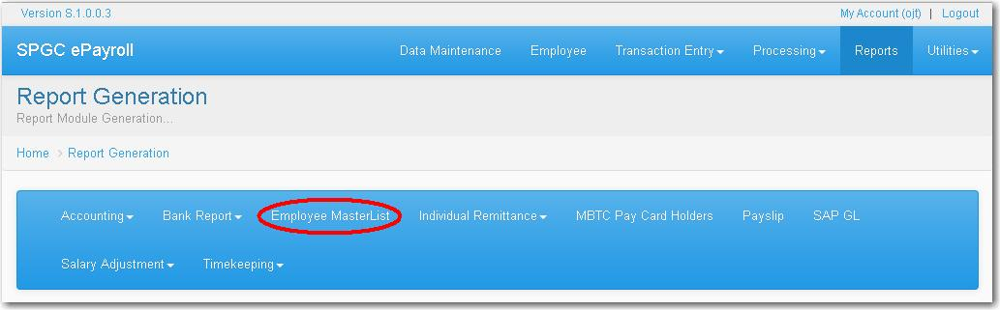 Version S.1.0.0.3 My Account (ojt) | Logout
SPGC ePayroll Data Maintenance Employee Transaction Entry Processing Reports Utilities
Report Generation
Report Module Generation...
Home > Report Generation
Accounting Bank Report Employee MasterList Individual Remittance MBTC Pay Card Holders Payslip SAP GL
Salary Adjustment Timekeeping